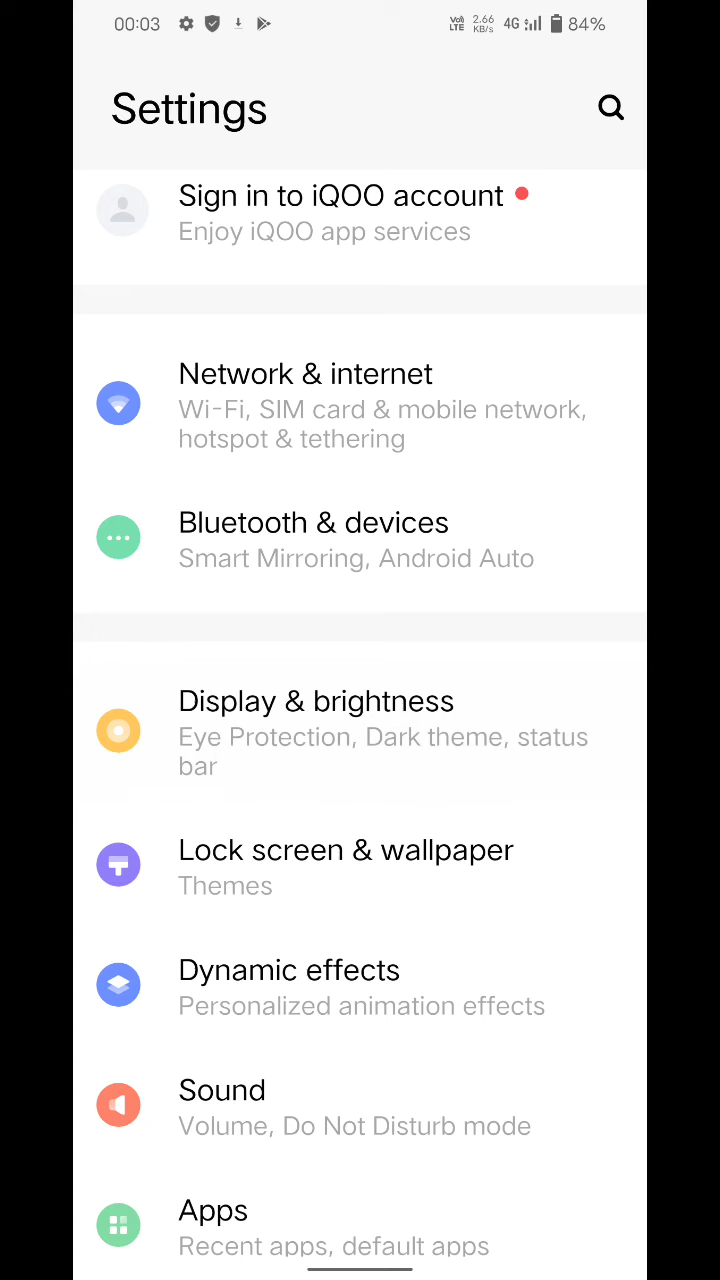 00:03 Vo) LTE 2.66 KB/s 4G 84%
Settings
Sign in to iQOO account
Enjoy iQOO app services
Network & internet
Wi-Fi, SIM card & mobile network,
hotspot & tethering
Bluetooth & devices
Smart Mirroring, Android Auto
Display & brightness
Eye Protection, Dark theme, status
bar
Lock screen & wallpaper
Themes
Dynamic effects
Personalized animation effects
Sound
Volume, Do Not Disturb mode
Apps
Recent apps, default apps